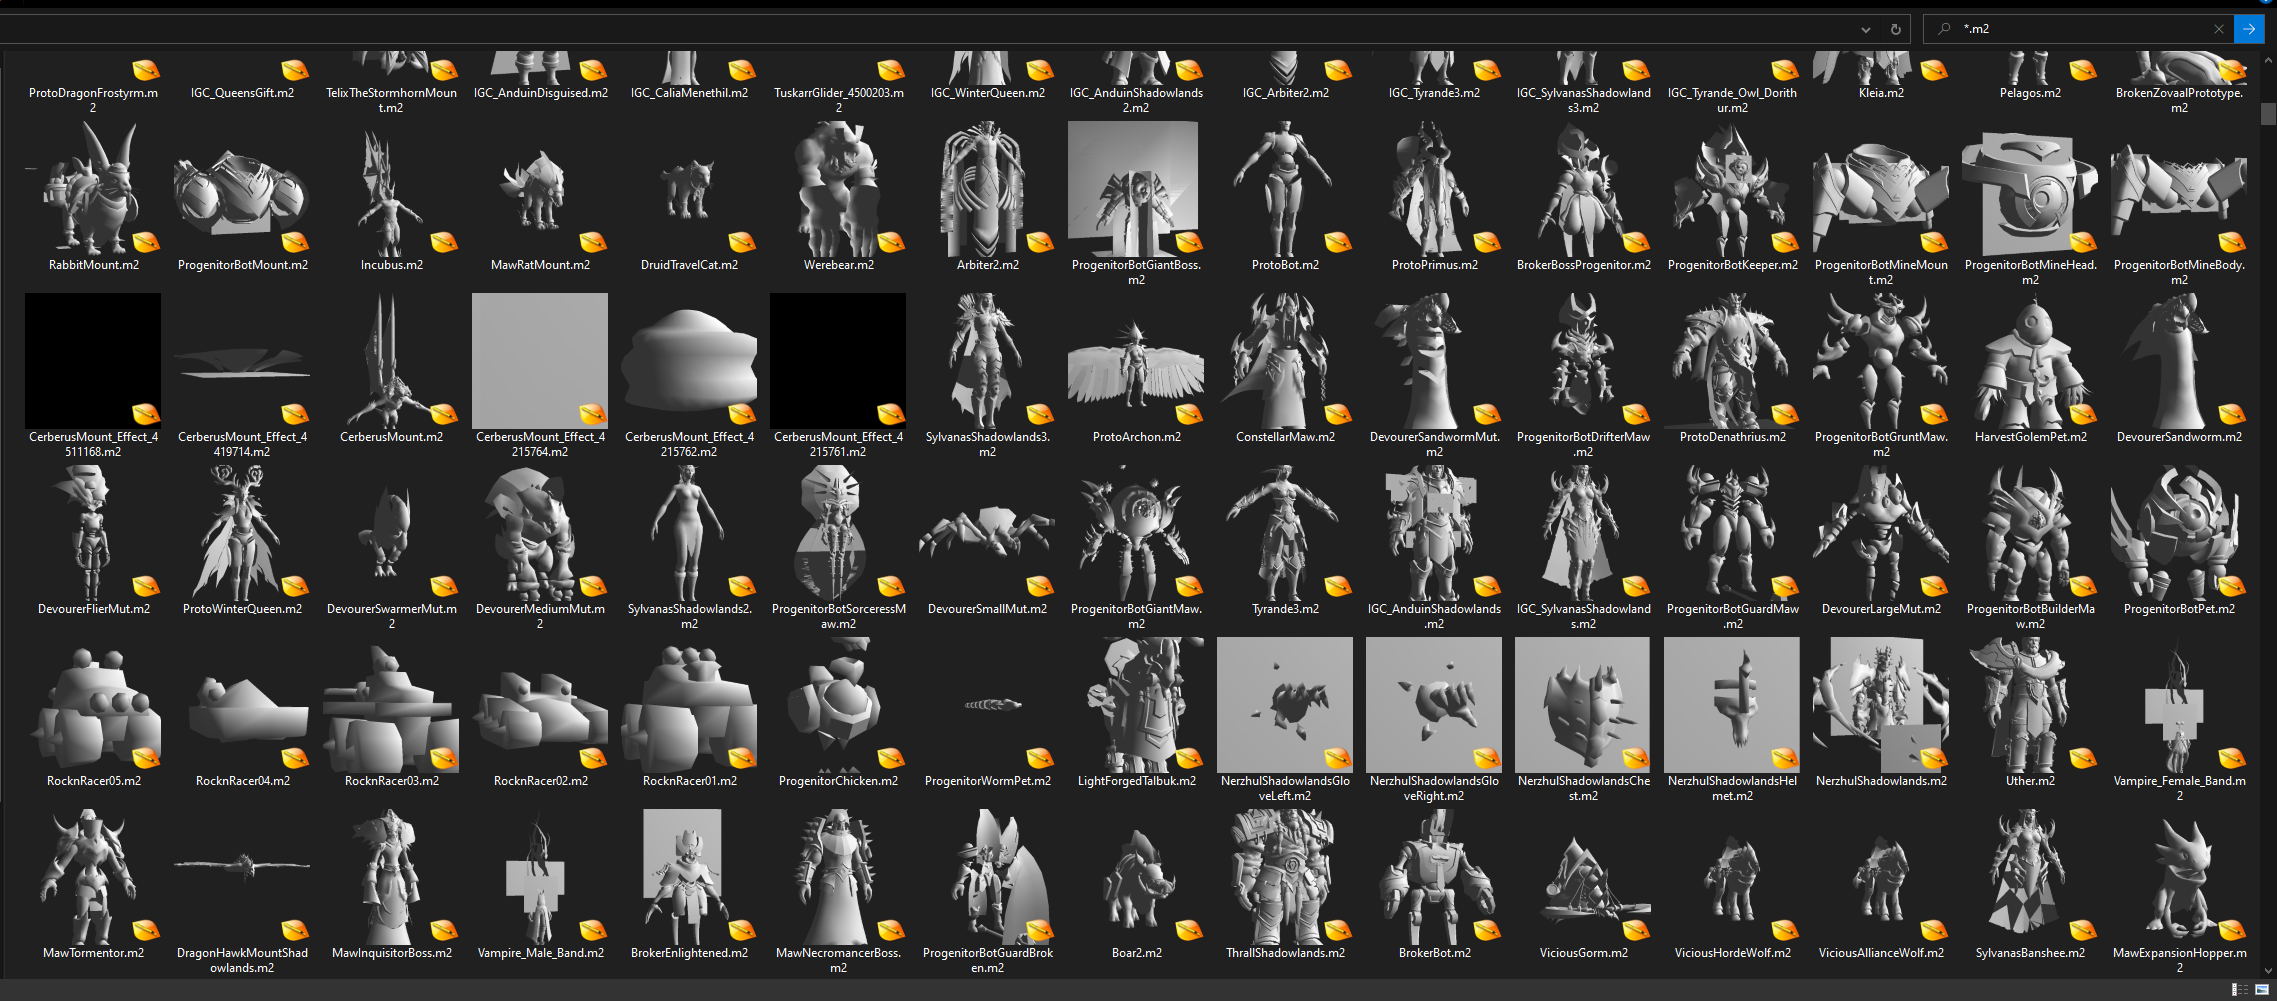 *.m2
ProtoDragonFrostyrm.m
2
IGC_QueensGift.m2
TelixTheStormhornMoun
t.m2
IGC_AnduinDisguised.m2
IGC_CaliaMenethil.m2
TuskarrGlider_4500203.m
2
IGC_WinterQueen.m2
IGC_AnduinShadowlands
2.m2
IGC_Arbiter2.m2
IGC_Tyrande3.m2
IGC_SylvanasShadowland
s3.m2
IGC_Tyrande_Owl_Dorith
ur.m2
Kleia.m2
Pelagos.m2
BrokenZovaalPrototype.
m2
RabbitMount.m2
ProgenitorBotMount.m2
Incubus.m2
MawRatMount.m2
DruidTravelCat.m2
Werebear.m2
Arbiter2.m2
ProgenitorBotGiantBoss.
m2
ProtoBot.m2
ProtoPrimus.m2
BrokerBossProgenitor.m2
ProgenitorBotKeeper.m2
ProgenitorBotMineMoun
t.m2
ProgenitorBotMineHead.
m2
ProgenitorBotMineBody.
m2
CerberusMount_Effect_4
511168.m2
CerberusMount_Effect_4
419714.m2
CerberusMount.m2
CerberusMount_Effect_4
215764.m2
CerberusMount_Effect_4
215762.m2
CerberusMount_Effect_4
215761.m2
SylvanasShadowlands3.
m2
ProtoArchon.m2
ConstellarMaw.m2
DevourerSandwormMut.
m2
ProgenitorBotDrifterMaw
.m2
ProtoDenathrius.m2
ProgenitorBotGruntMaw.
m2
HarvestGolemPet.m2
DevourerSandworm.m2
DevourerFlierMut.m2
ProtoWinterQueen.m2
DevourerSwarmerMut.m
2
DevourerMediumMut.m
2
SylvanasShadowlands2.
m2
ProgenitorBotSorceressM
aw.m2
DevourerSmallMut.m2
ProgenitorBotGiantMaw.
m2
Tyrande3.m2
IGC_AnduinShadowlands
.m2
IGC_SylvanasShadowland
s.m2
ProgenitorBotGuardMaw
.m2
DevourerLargeMut.m2
ProgenitorBotBuilderMa
w.m2
ProgenitorBotPet.m2
RocknRacer05.m2
RocknRacer04.m2
RocknRacer03.m2
RocknRacer02.m2
RocknRacer01.m2
ProgenitorChicken.m2
ProgenitorWormPet.m2
LightForgedTalbuk.m2
NerzhulShadowlandsGlo
veLeft.m2
NerzhulShadowlandsGlo
veRight.m2
NerzhulShadowlandsChe
st.m2
NerzhulShadowlandsHel
met.m2
NerzhulShadowlands.m2
Uther.m2
Vampire_Female_Band.m
2
MawTormentor.m2
DragonHawkMountShad
owlands.m2
MawInquisitorBoss.m2
Vampire_Male_Band.m2
BrokerEnlightened.m2
MawNecromancerBoss.
m2
ProgenitorBotGuardBrok
en.m2
Boar2.m2
ThrallShadowlands.m2
BrokerBot.m2
ViciousGorm.m2
ViciousHordeWolf.m2
ViciousAllianceWolf.m2
SylvanasBanshee.m2
MawExpansionHopper.m
2